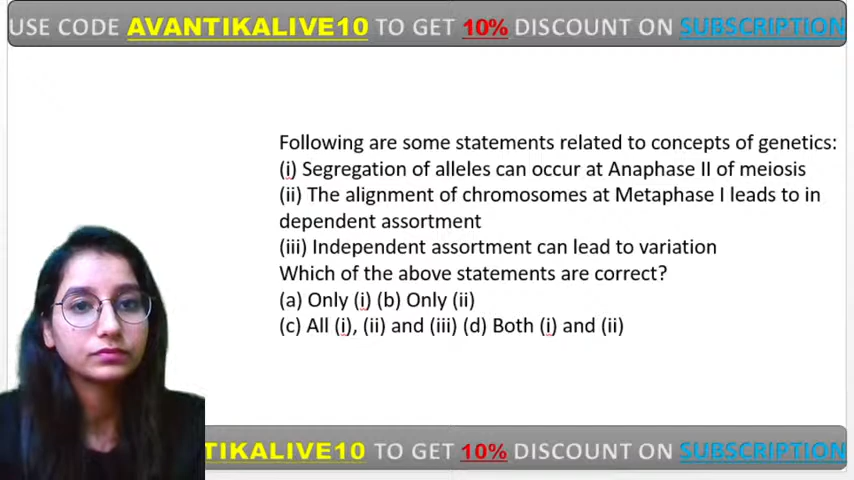 USE CODE AVANTIKALIVE10 TO GET 10% DISCOUNT ON SUBSCRIPTION
Following are some statements related to concepts of genetics:
(i) Segregation of alleles can occur at Anaphase II of meiosis
(ii) The alignment of chromosomes at Metaphase I leads to in
dependent assortment
(iii) Independent assortment can lead to variation
Which of the above statements are correct?
(a) Only (i) (b) Only (ii)
(c) All (i), (ii) and (iii) (d) Both (i) and (ii)
TIKALIVE10 TO GET 10% DISCOUNT ON SUBSCRIPTION